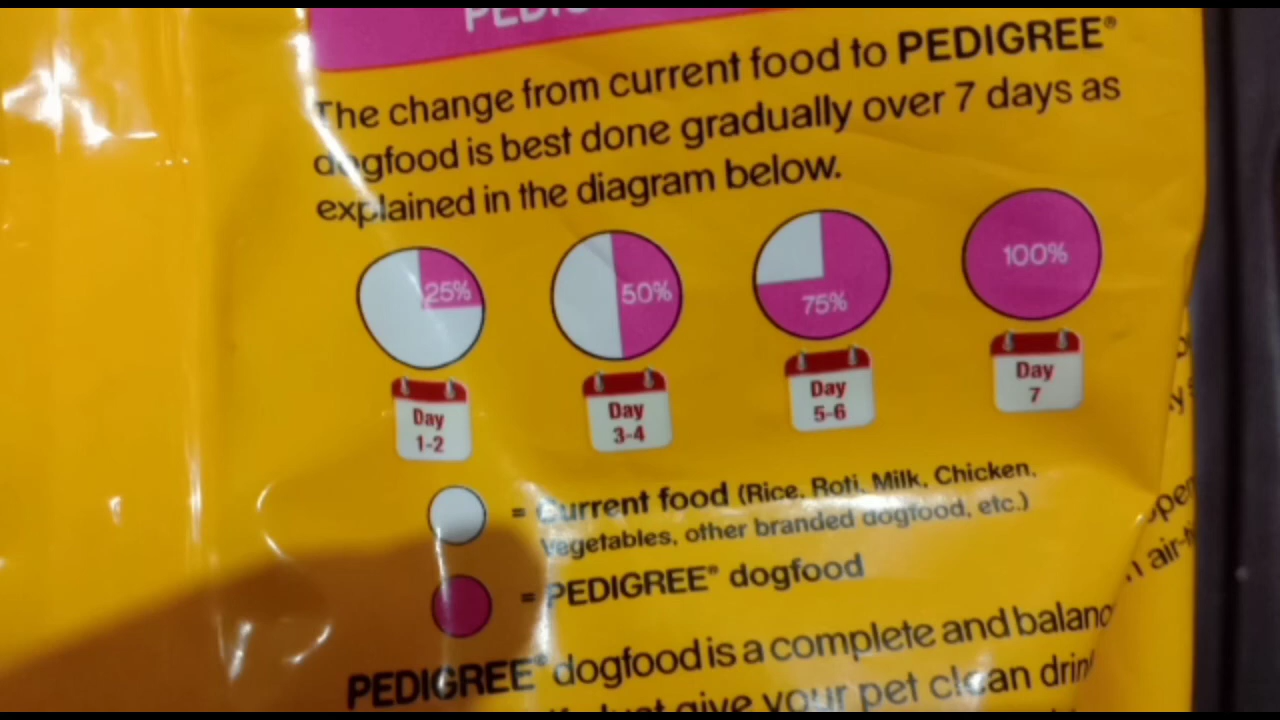 The change from current food to PEDIGREE®
dogfood is best done gradually over 7 days as
explained in the diagram below.
25%
50%
75%
100%
Day
1-2
Day
3-4
Day
5-6
Day
7
= Current food (Rice, Roti, Milk, Chicken,
Vegetables, other branded dogfood, etc.)
= PEDIGREE® dogfood
PEDIGREE® dogfood is a complete and
give your pet clean